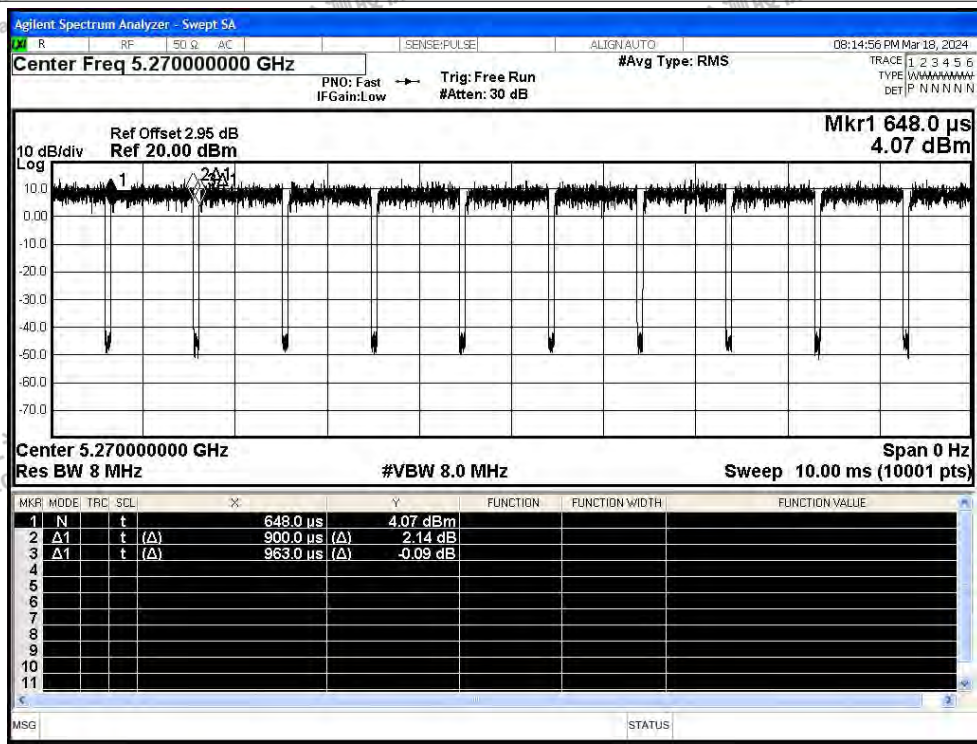 Agilent Spectrum Analyzer - Swept SA
R RF 50 Ω AC SENSE:PULSE ALIGN AUTO 08:14:56 PM Mar 18, 2024
Center Freq 5.270000000 GHz #Avg Type: RMS TRACE 1 2 3 4 5 6
PNO: Fast Trig: Free Run TYPE WWWWWW
IFGain:Low #Atten: 30 dB DET P N N N N N
Mkr1 648.0 µs
Ref Offset 2.95 dB
10 dB/div Ref 20.00 dBm 4.07 dBm
Log
1 2Δ1
10.0
0.00
-10.0
-20.0
-30.0
-40.0
-50.0
-60.0
-70.0
Center 5.270000000 GHz Span 0 Hz
Res BW 8 MHz #VBW 8.0 MHz Sweep 10.00 ms (10001 pts)
MKR MODE TRC SCL X Y FUNCTION FUNCTION WIDTH FUNCTION VALUE
1 N t 648.0 µs 4.07 dBm
2 Δ1 t (Δ) 900.0 µs (Δ) 2.14 dB
3 Δ1 t (Δ) 963.0 µs (Δ) -0.09 dB
4
5
6
7
8
9
10
11
MSG STATUS